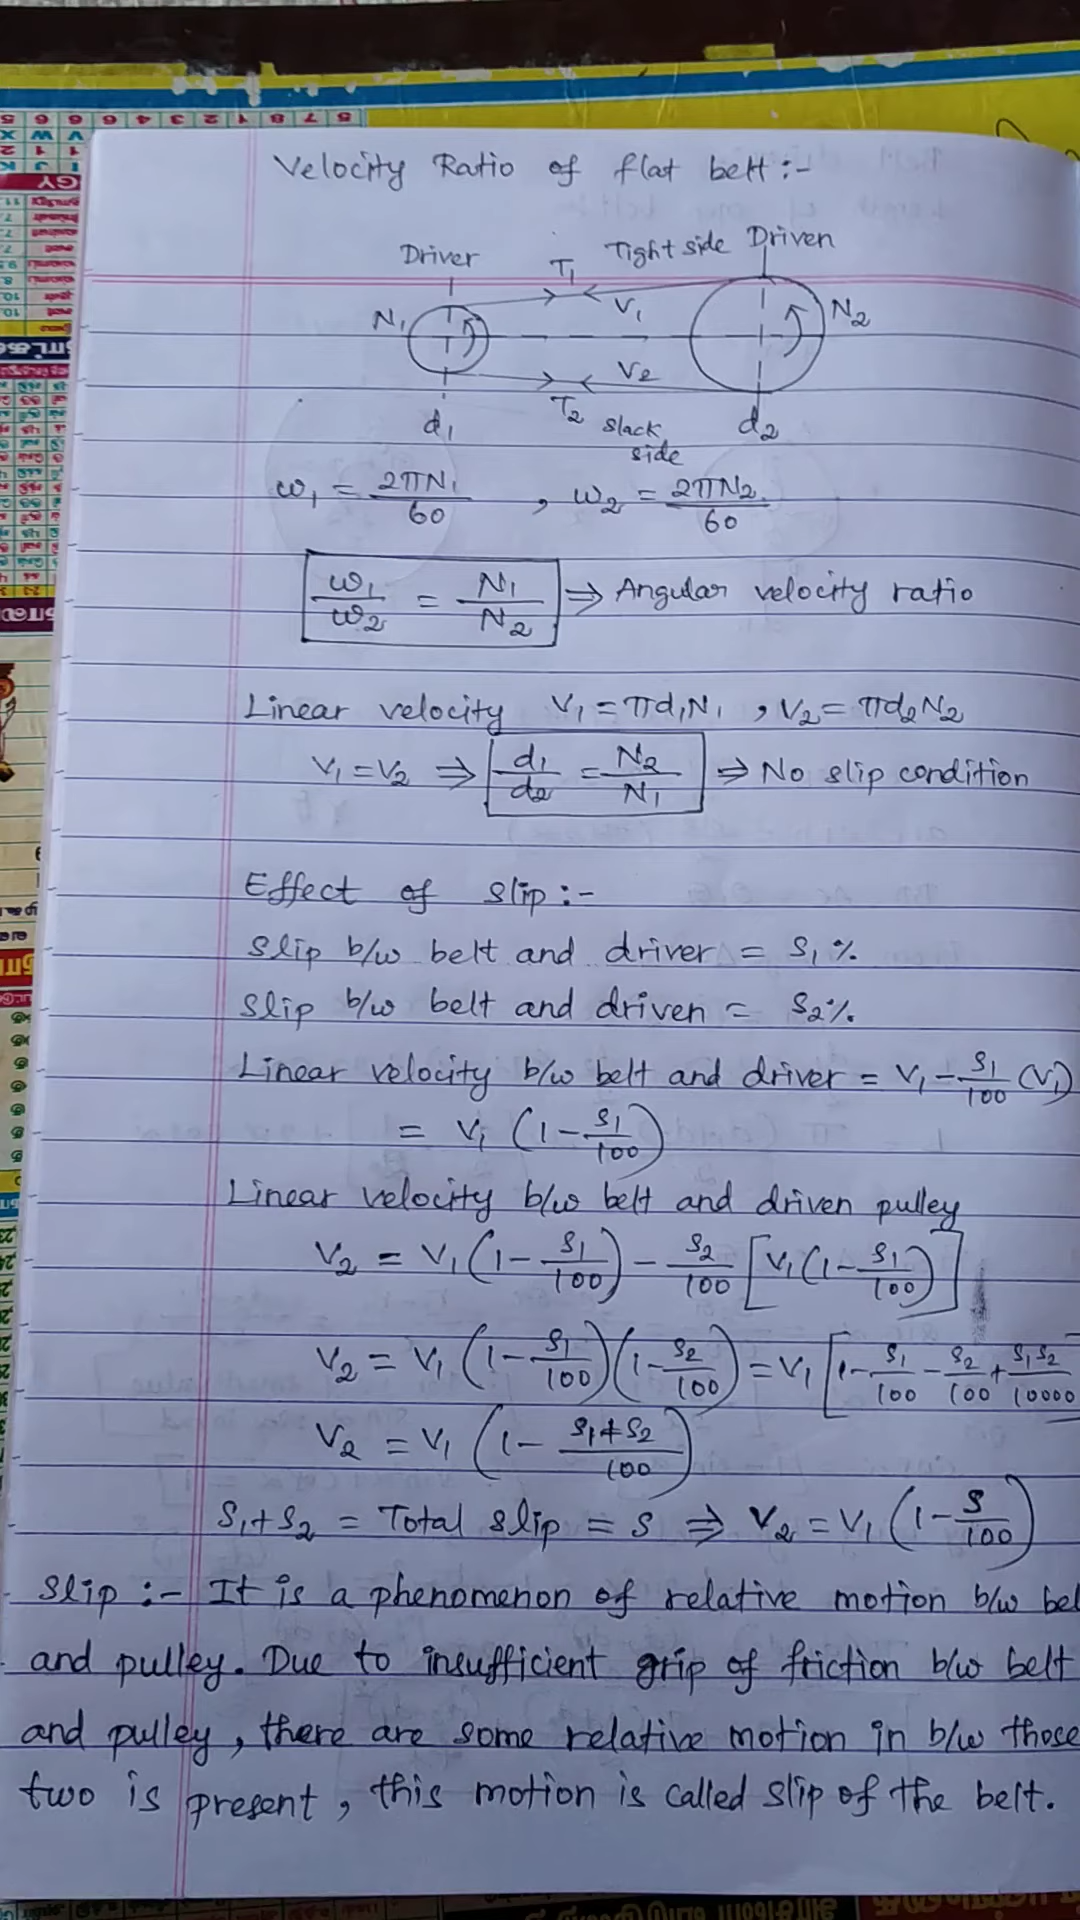 Velocity Ratio of flat belt :-
Driver
T1
Tight side
Driven
N1
V1
N2
V2
d1
T2
slack
side
d2
ω1 = 2πN1/60 , ω2 = 2πN2/60
ω1/ω2 = N1/N2 ⇒ Angular velocity ratio
Linear velocity V1 = πd1N1 , V2 = πd2N2
V1 = V2 ⇒ d1/d2 = N2/N1 ⇒ No slip condition
Effect of slip :-
Slip b/w belt and driver = S1 %
Slip b/w belt and driven = S2 %.
Linear velocity b/w belt and driver = V1 - S1/100 (V1)
= V1 (1 - S1/100)
Linear velocity b/w belt and driven pulley
V2 = V1 (1 - S1/100) - S2/100 [V1 (1 - S1/100)]
V2 = V1 (1 - S1/100)(1 - S2/100) = V1 [1 - S1/100 - S2/100 + S1S2/10000
V2 = V1 (1 - S1+S2/100)
S1+S2 = Total slip = S ⇒ V2 = V1 (1 - S/100)
Slip :- It is a phenomenon of relative motion b/w bel
and pulley. Due to insufficient grip of friction b/w belt
and pulley, there are some relative motion in b/w those
two is present, this motion is called slip of the belt.